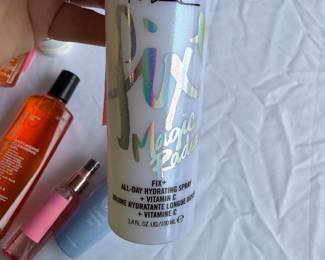 fix+
Magic
Radi
FIX+
ALL-DAY HYDRATING SPRAY
+ VITAMIN C
BRUME HYDRATANTE LONGUE DURÉE
+ VITAMINE C
3.4 FL.OZ.US/100 ML ℮